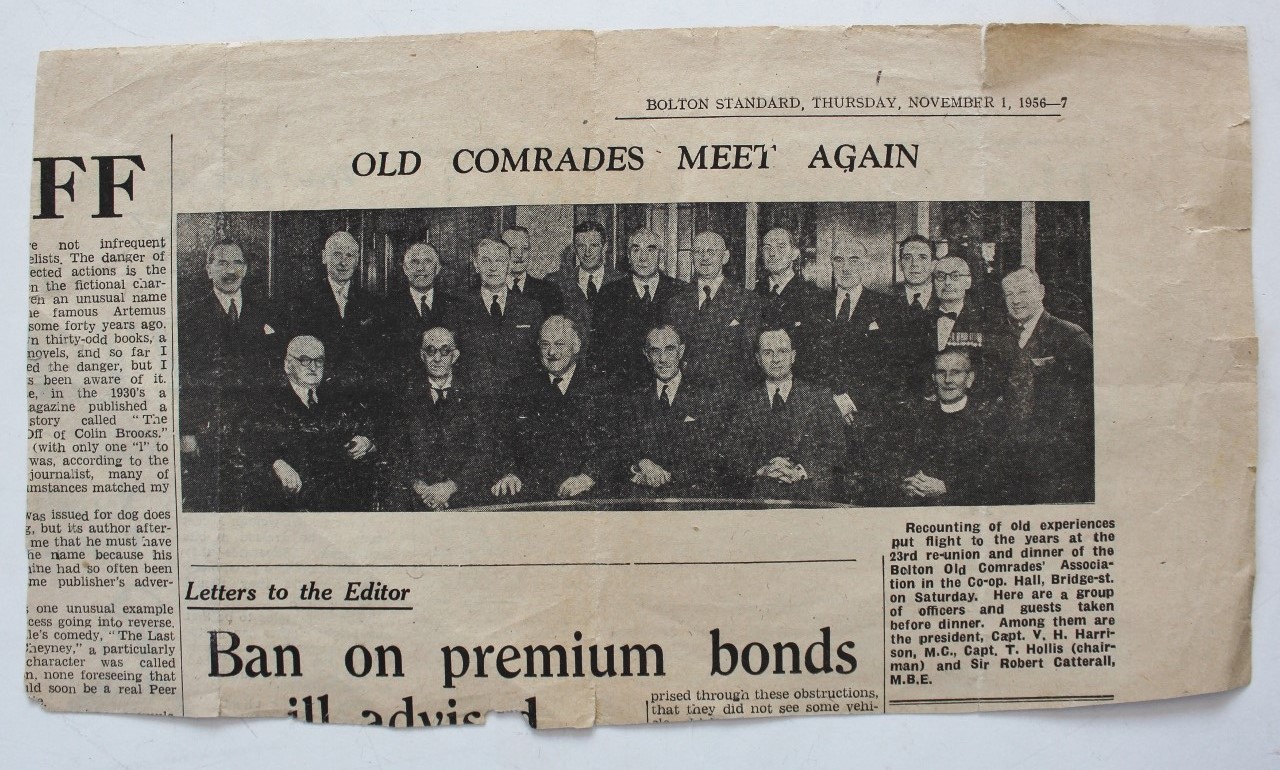 BOLTON STANDARD, THURSDAY, NOVEMBER 1, 1956—7
FF
not infrequent
elists. The danger of
ected actions is the
n the fictional char-
en an unusual name
famous Artemus
some forty years ago.
thirty-odd books, a
novels, and so far I
ed the danger, but I
been aware of it.
in the 1930's a
agazine published a
story called "The
Off of Colin Brooks."
(with only one "l" to
was, according to the
journalist, many of
mstances matched my
was issued for dog does
but its author after-
me that he must have
he name because his
ine had so often been
me publisher's adver-
one unusual example
cess going into reverse.
le's comedy, "The Last
heyney," a particularly
character was called
n, none foreseeing that
ld soon be a real Peer
OLD COMRADES MEET AGAIN
Recounting of old experiences
put flight to the years at the
23rd re-union and dinner of the
Bolton Old Comrades' Associa-
tion in the Co-op. Hall, Bridge-st.
on Saturday. Here are a group
of officers and guests taken
before dinner. Among them are
the president, Capt. V. H. Harri-
son, M.C., Capt. T. Hollis (chair-
man) and Sir Robert Catterall,
M.B.E.
Letters to the Editor
Ban on premium bonds
ill advised
prised through these obstructions,
that they did not see some vehi-